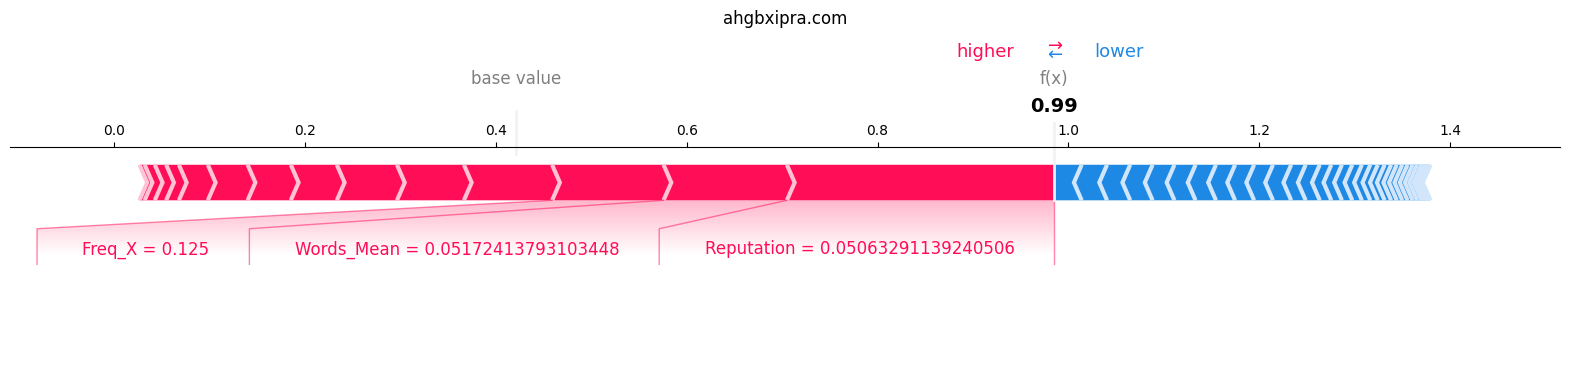 ahgbxipra.com
higher ⇄ lower
base value f(x)
0.99
0.0 0.2 0.4 0.6 0.8 1.0 1.2 1.4
Freq_X = 0.125 Words_Mean = 0.05172413793103448 Reputation = 0.05063291139240506